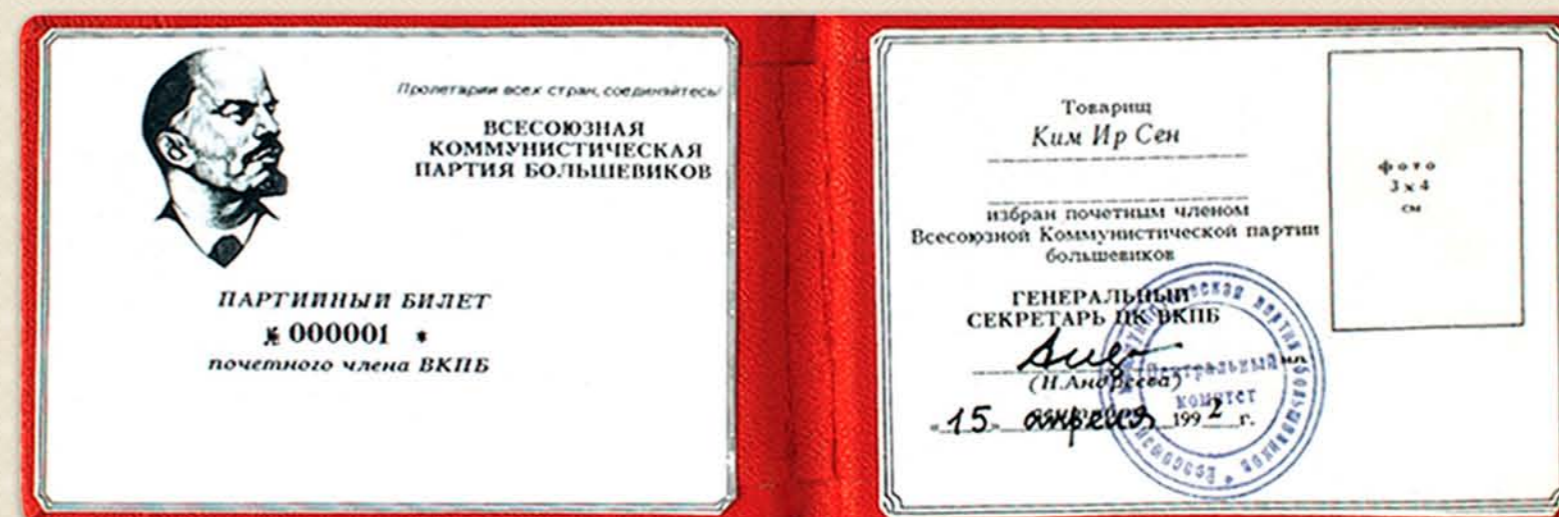 Пролетарии всех стран, соединяйтесь!
ВСЕСОЮЗНАЯ
КОММУНИСТИЧЕСКАЯ
ПАРТИЯ БОЛЬШЕВИКОВ
ПАРТИЙНЫЙ БИЛЕТ
№ 000001 *
почетного члена ВКПБ
Товарищ
Ким Ир Сен
избран почетным членом
Всесоюзной Коммунистической партии
большевиков
ГЕНЕРАЛЬНЫЙ
СЕКРЕТАРЬ ЦК ВКПБ
(Н.Андреева)
«15» апреля 1992 г.
фото
3 х 4
см
Центральный
комитет